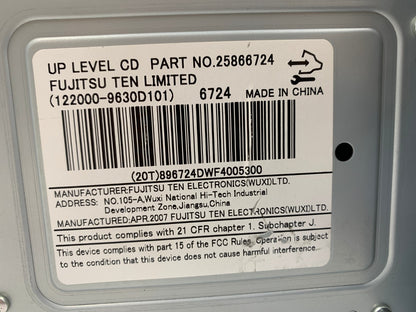 UP LEVEL CD PART NO.25866724
FUJITSU TEN LIMITED
(122000-9630D101) 6724 MADE IN CHINA
(20T)896724DWF4005300
MANUFACTURER:FUJITSU TEN ELECTRONICS(WUXI)LTD.
ADDRESS: NO.105-A,Wuxi National Hi-Tech Industrial
Development Zone,Jiangsu,China
MANUFACTURED:APR.2007 FUJITSU TEN ELECTRONICS(WUXI)LTD.
This product complies with 21 CFR chapter 1. Subchapter J.
This device complies with part 15 of the FCC Rules. Operation is subject
to the condition that this device does not cause harmful interference.